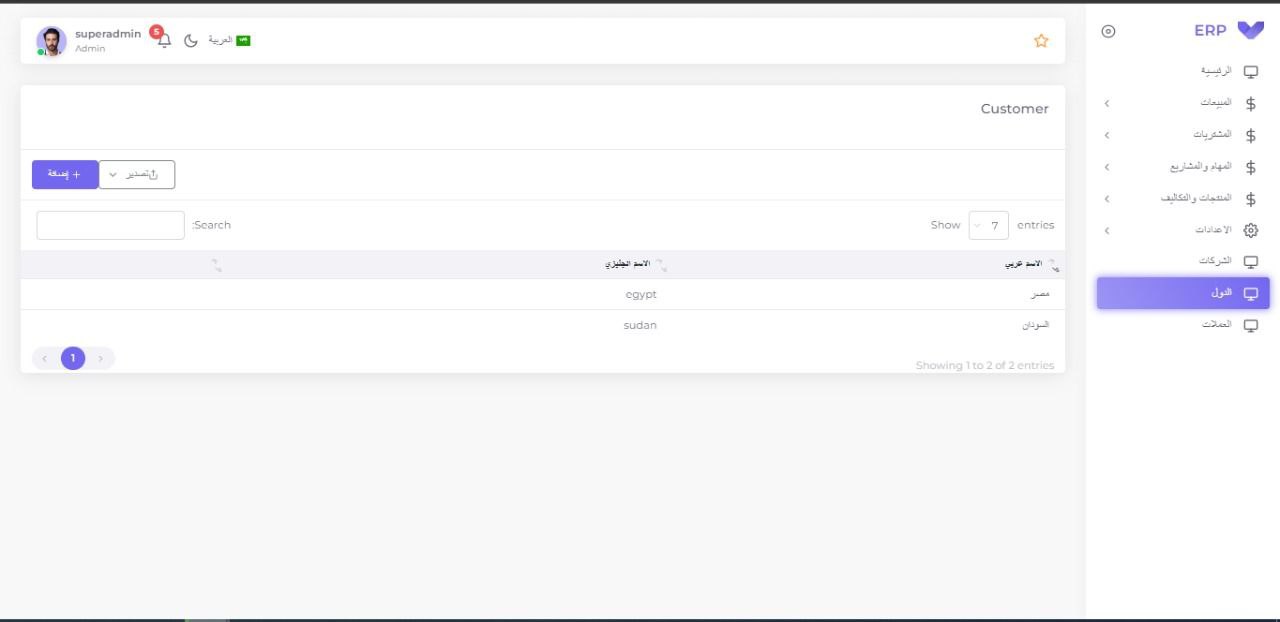 ERP
الرئيسية
المبيعات
المشتريات
المهام والمشاريع
المنتجات والتكاليف
الاعدادات
الشركات
الدول
العملات
العربية
5
superadmin
Admin
Customer
تصدير
+ إضافة
Show 7 entries
Search:
الاسم عربي الاسم انجليزي
مصر egypt
السودان sudan
Showing 1 to 2 of 2 entries
1